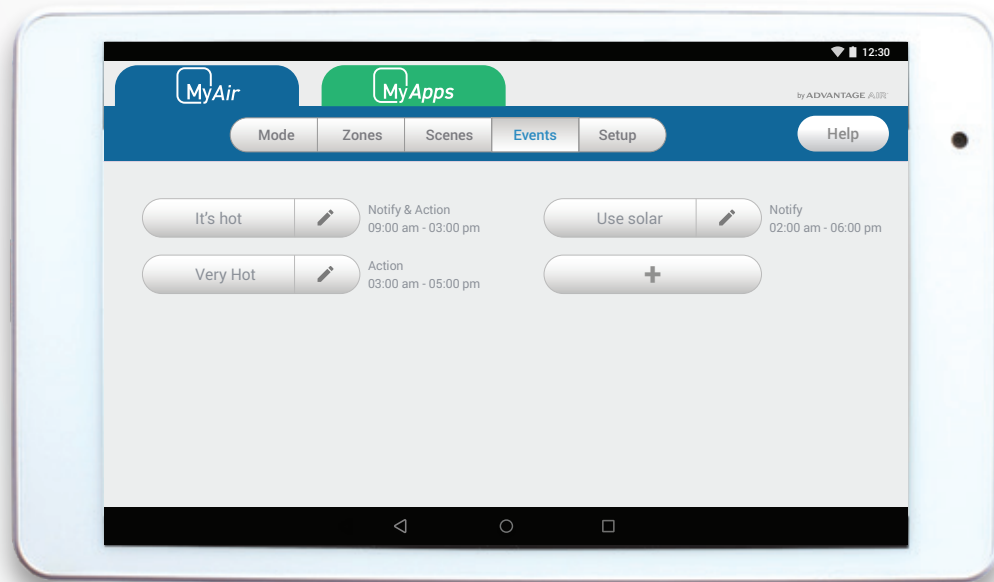 12:30
MyAir
MyApps
by ADVANTAGE AIR
Mode
Zones
Scenes
Events
Setup
Help
It's hot
Notify & Action
09:00 am - 03:00 pm
Use solar
Notify
02:00 am - 06:00 pm
Very Hot
Action
03:00 am - 05:00 pm